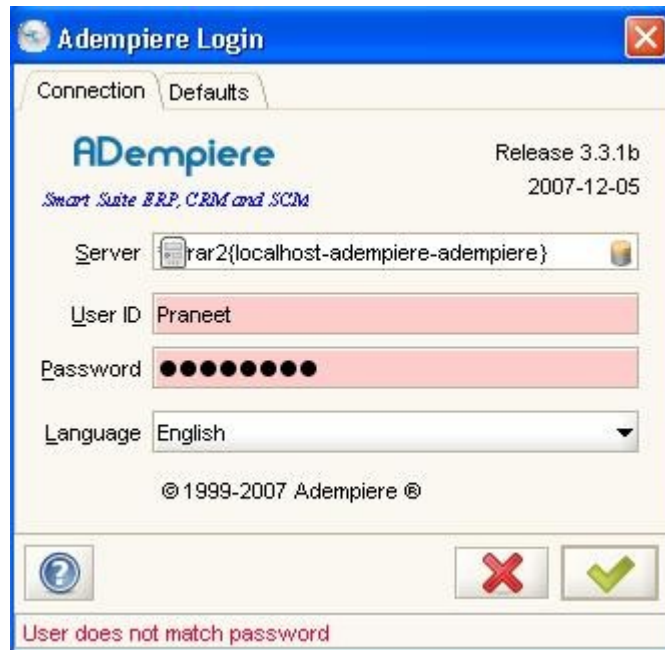 Adempiere Login
Connection Defaults
ADempiere
Release 3.3.1b
Smart Suite ERP, CRM and SCM
2007-12-05
Server rar2{localhost-adempiere-adempiere}
User ID Praneet
Password ●●●●●●●●
Language English
© 1999-2007 Adempiere ®
User does not match password